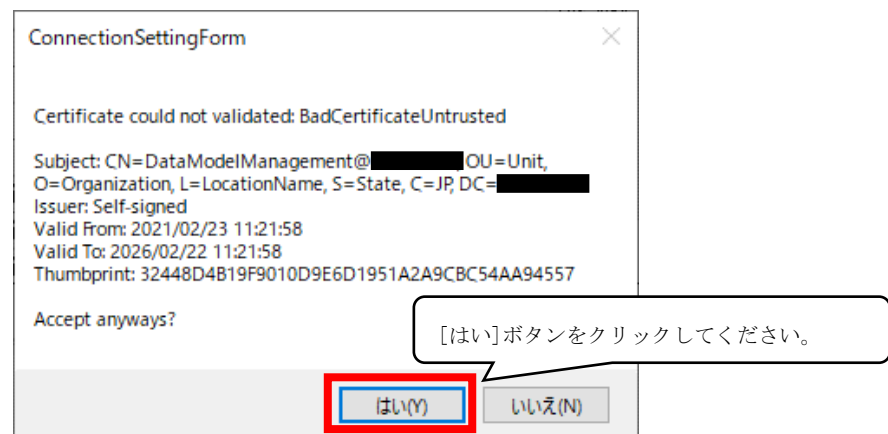 ConnectionSettingForm
Certificate could not validated: BadCertificateUntrusted
Subject: CN=DataModelManagement@ OU=Unit,
O=Organization, L=LocationName, S=State, C=JP, DC=
Issuer: Self-signed
Valid From: 2021/02/23 11:21:58
Valid To: 2026/02/22 11:21:58
Thumbprint: 32448D4B19F9010D9E6D1951A2A9CBC54AA94557
Accept anyways?
[はい]ボタンをクリックしてください。
はい(Y)
いいえ(N)